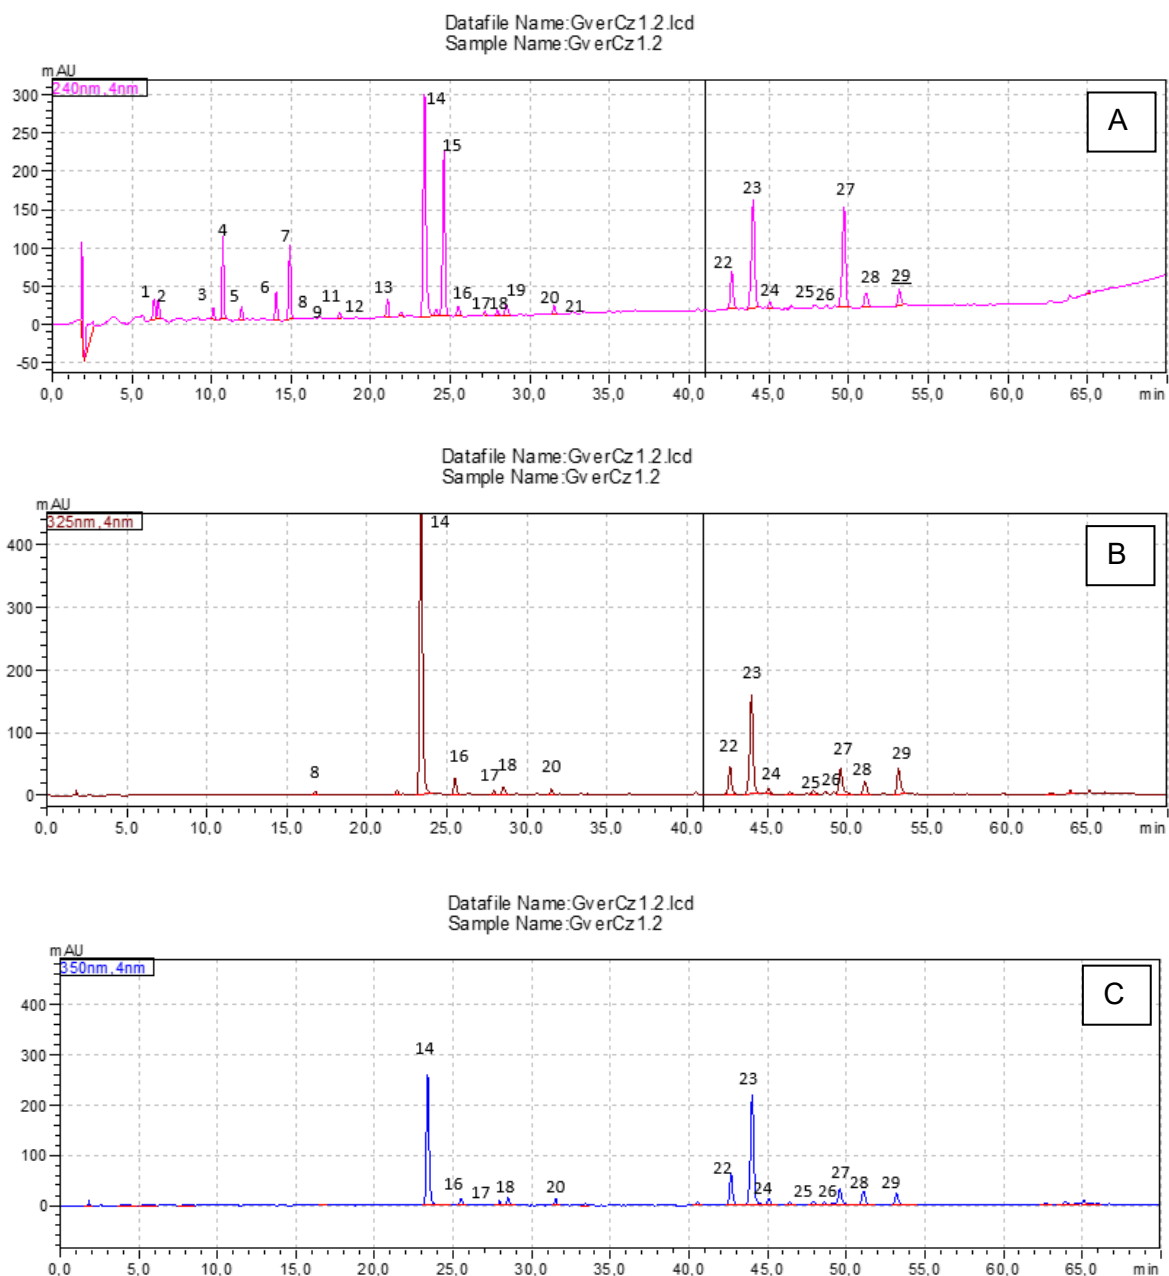 Datafile Name:GverCz1.2.lcd
Sample Name:GverCz1.2
mAU
240nm,4nm
A
300
250
200
150
100
50
0
-50
1 2 3 4 5 6 7 8 9 11 12 13 14 15 16 17 18 19 20 21 22 23 24 25 26 27 28 29
0,0 5,0 10,0 15,0 20,0 25,0 30,0 35,0 40,0 45,0 50,0 55,0 60,0 65,0 min
Datafile Name:GverCz1.2.lcd
Sample Name:GverCz1.2
mAU
325nm,4nm
B
400
300
200
100
0
8 14 16 17 18 20 22 23 24 25 26 27 28 29
0,0 5,0 10,0 15,0 20,0 25,0 30,0 35,0 40,0 45,0 50,0 55,0 60,0 65,0 min
Datafile Name:GverCz1.2.lcd
Sample Name:GverCz1.2
mAU
350nm,4nm
C
400
300
200
100
0
14 16 17 18 20 22 23 24 25 26 27 28 29
0,0 5,0 10,0 15,0 20,0 25,0 30,0 35,0 40,0 45,0 50,0 55,0 60,0 65,0 min